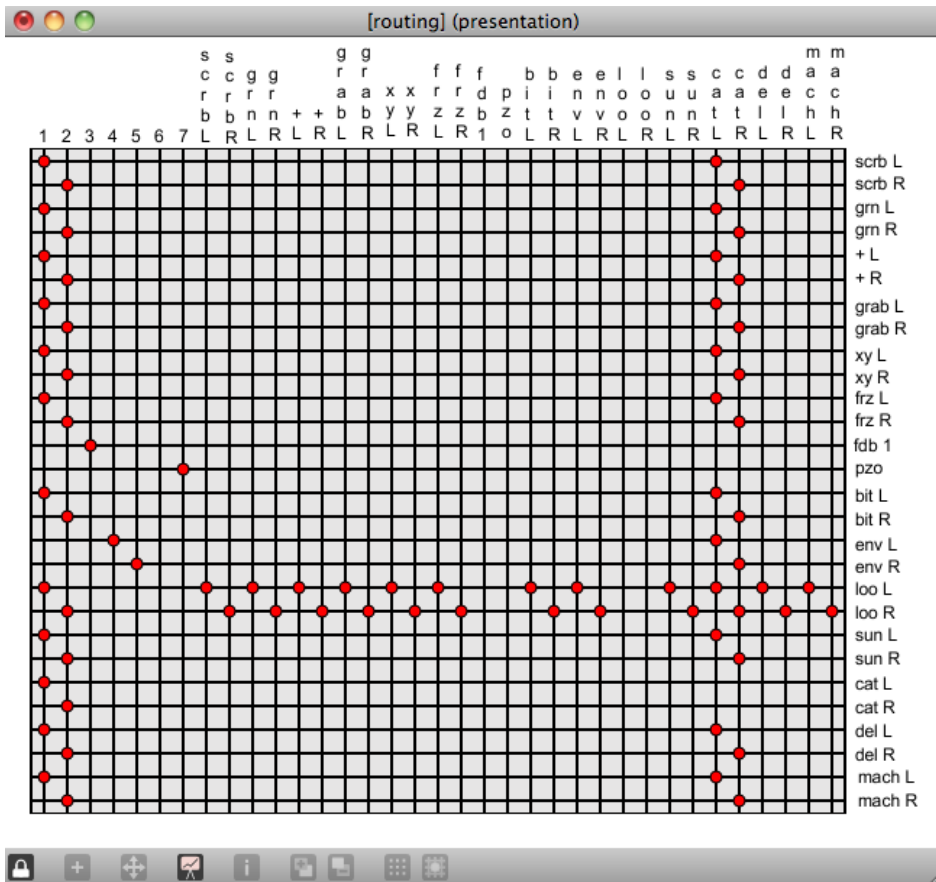 [routing] (presentation)
1 2 3 4 5 6 7 scrbL scrbR grnL grnR +L +R grabL grabR xyL xyR frzL frzR fdb1 pzo bitL bitR envL envR looL looR sunL sunR catL catR delL delR machL machR
scrb L
scrb R
grn L
grn R
+ L
+ R
grab L
grab R
xy L
xy R
frz L
frz R
fdb 1
pzo
bit L
bit R
env L
env R
loo L
loo R
sun L
sun R
cat L
cat R
del L
del R
mach L
mach R